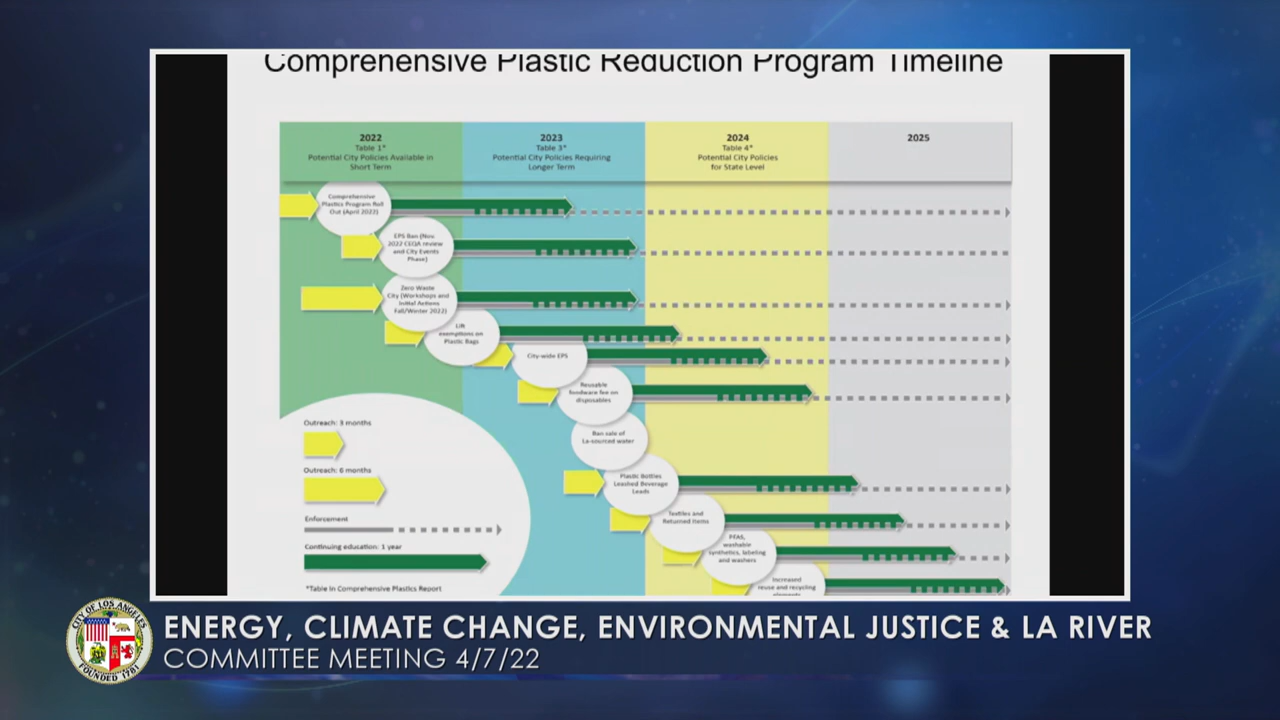 Comprehensive Plastic Reduction Program Timeline
2022
Table 1*
Potential City Policies Available in
Short Term
2023
Table 3*
Potential City Policies Requiring
Longer Term
2024
Table 4*
Potential City Policies
for State Level
2025
Comprehensive
Plastics Program Roll
Out (April 2022)
EPS Ban (Nov.
2022 CEQA review
and City Events
Phase)
Zero Waste
City (Workshops and
Initial Actions
Fall/Winter 2022)
Lift
exemptions on
Plastic Bags
City-wide EPS
Reusable
foodware fee on
disposables
Ban sale of
La-sourced water
Plastic Bottles
Leashed Beverage
Leads
Textiles and
Returned Items
PFAS,
washable
synthetics, labeling
and washers
Increased
reuse and recycling
elements
Outreach: 3 months
Outreach: 6 months
Enforcement
Continuing education: 1 year
*Table in Comprehensive Plastics Report
CITY OF LOS ANGELES
FOUNDED 1781
ENERGY, CLIMATE CHANGE, ENVIRONMENTAL JUSTICE & LA RIVER
COMMITTEE MEETING 4/7/22